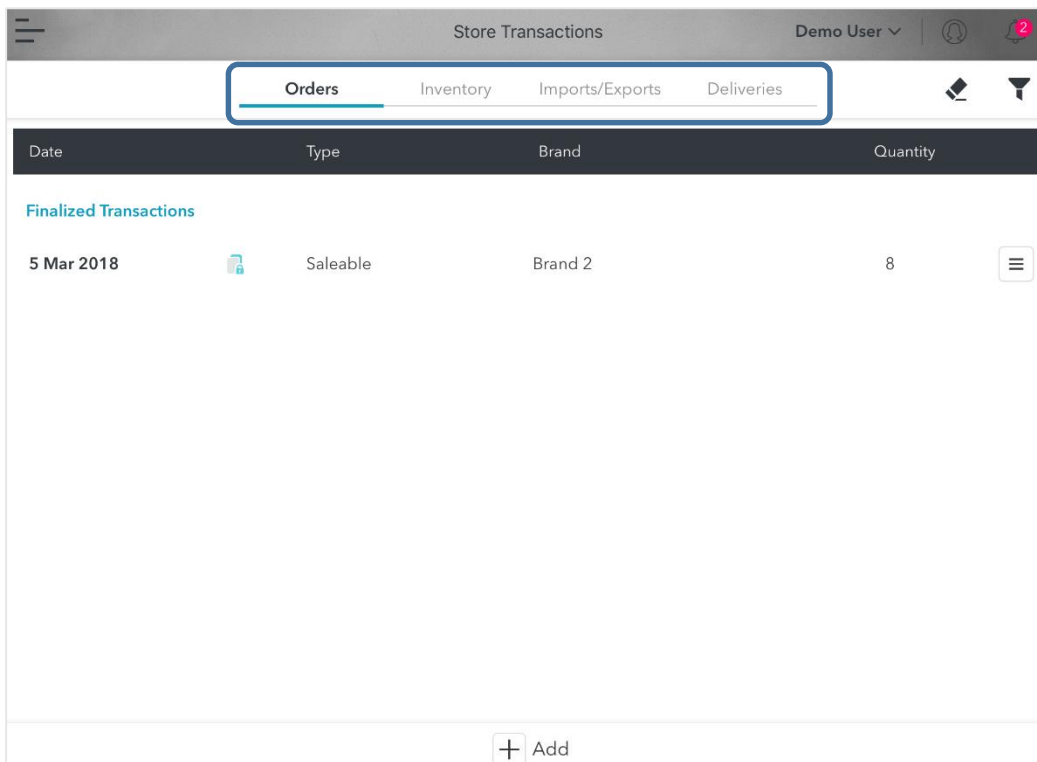 Store Transactions Demo User 2
Orders Inventory Imports/Exports Deliveries
Date Type Brand Quantity
Finalized Transactions
5 Mar 2018 Saleable Brand 2 8
Add